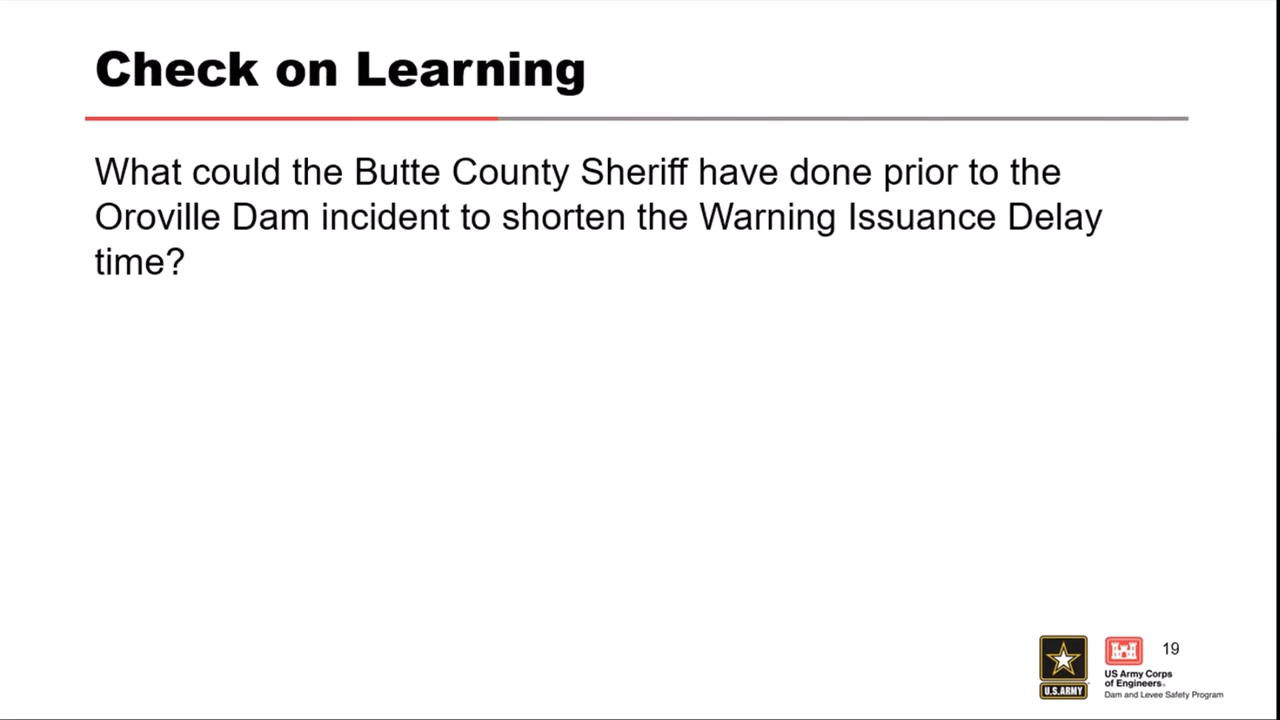 Check on Learning
What could the Butte County Sheriff have done prior to the
Oroville Dam incident to shorten the Warning Issuance Delay
time?
U.S.ARMY
US Army Corps
of Engineers®
Dam and Levee Safety Program
19